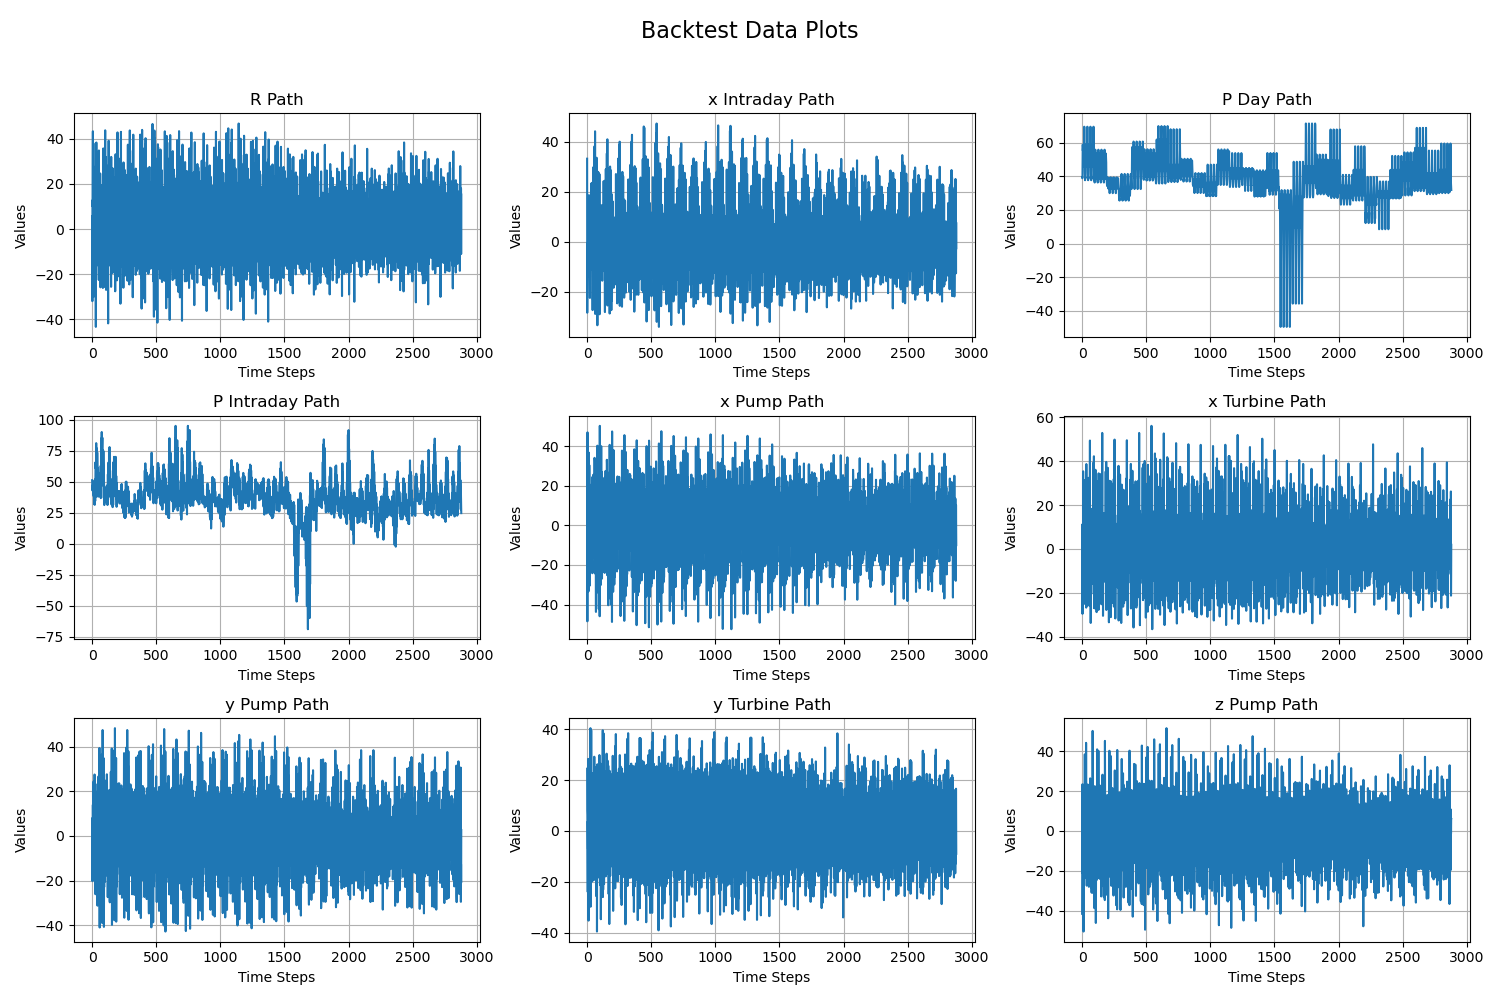 Backtest Data Plots
R Path
x Intraday Path
P Day Path
Values
40
20
0
−20
−40
0 500 1000 1500 2000 2500 3000
Time Steps
Values
40
20
0
−20
0 500 1000 1500 2000 2500 3000
Time Steps
Values
60
40
20
0
−20
−40
0 500 1000 1500 2000 2500 3000
Time Steps
P Intraday Path
x Pump Path
x Turbine Path
Values
100
75
50
25
0
−25
−50
−75
0 500 1000 1500 2000 2500 3000
Time Steps
Values
40
20
0
−20
−40
0 500 1000 1500 2000 2500 3000
Time Steps
Values
60
40
20
0
−20
−40
0 500 1000 1500 2000 2500 3000
Time Steps
y Pump Path
y Turbine Path
z Pump Path
Values
40
20
0
−20
−40
0 500 1000 1500 2000 2500 3000
Time Steps
Values
40
20
0
−20
−40
0 500 1000 1500 2000 2500 3000
Time Steps
Values
40
20
0
−20
−40
0 500 1000 1500 2000 2500 3000
Time Steps